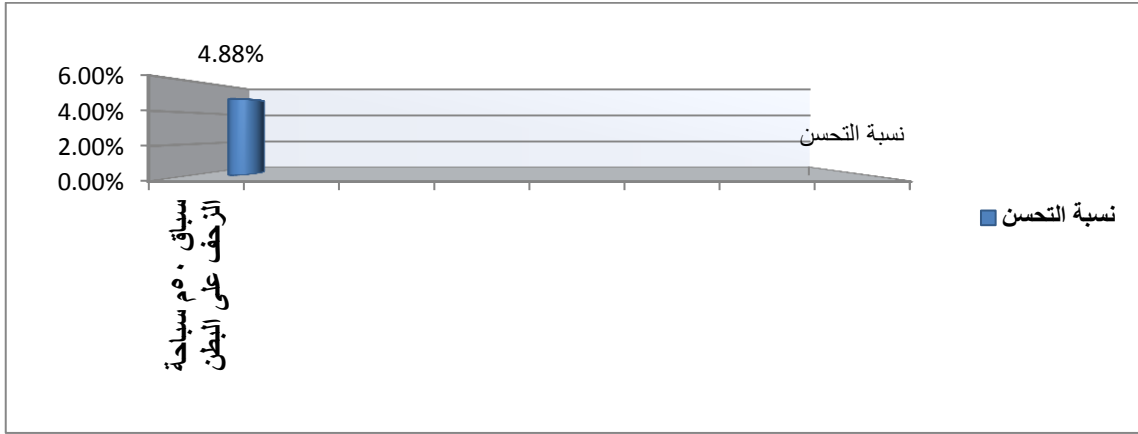 4.88%
6.00%
4.00%
2.00%
0.00%
نسبة التحسن
سباق ٥٠م سباحة
الزحف على البطن
نسبة التحسن